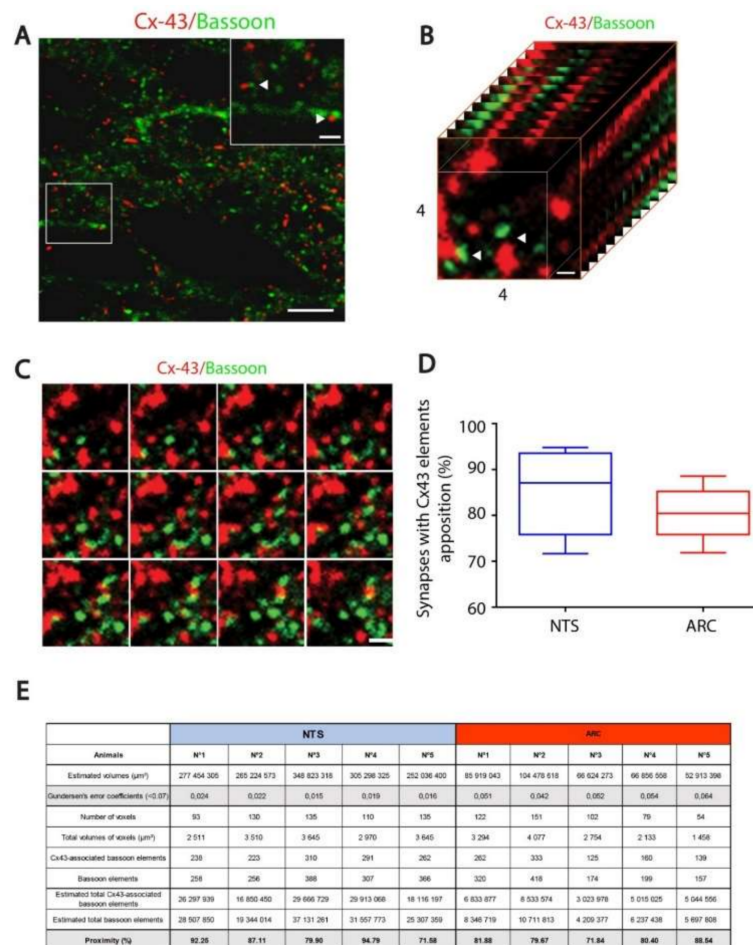 A
Cx-43/Bassoon
B
Cx-43/Bassoon
4
4
C
Cx-43/Bassoon
D
Synapses with Cx43 elements
apposition (%)
100
90
80
70
60
NTS
ARC
E
NTS ARC
Animals N°1 N°2 N°3 N°4 N°5 N°1 N°2 N°3 N°4 N°5
Estimated volumes (µm³) 277 454 305 265 224 573 348 823 318 305 298 325 252 036 400 85 919 043 104 478 618 66 624 273 66 856 558 52 913 398
Gundersen's error coefficients (<0.07) 0,024 0,022 0,015 0,019 0,016 0,051 0,042 0,052 0,054 0,064
Number of voxels 93 130 135 110 135 122 151 102 79 54
Total volumes of voxels (µm³) 2 511 3 510 3 645 2 970 3 645 3 294 4 077 2 754 2 133 1 458
Cx43-associated bassoon elements 238 223 310 291 262 262 333 125 160 139
Bassoon elements 258 256 388 307 366 320 418 174 199 157
Estimated total Cx43-associated
bassoon elements 26 297 939 16 850 450 29 666 729 29 913 068 18 116 197 6 833 877 8 533 574 3 023 978 5 015 025 5 044 556
Estimated total bassoon elements 28 507 850 19 344 014 37 131 261 31 557 773 25 307 359 8 346 719 10 711 813 4 209 377 6 237 438 5 697 808
Proximity (%) 92.25 87.11 79.90 94.79 71.58 81.88 79.67 71.84 80.40 88.54